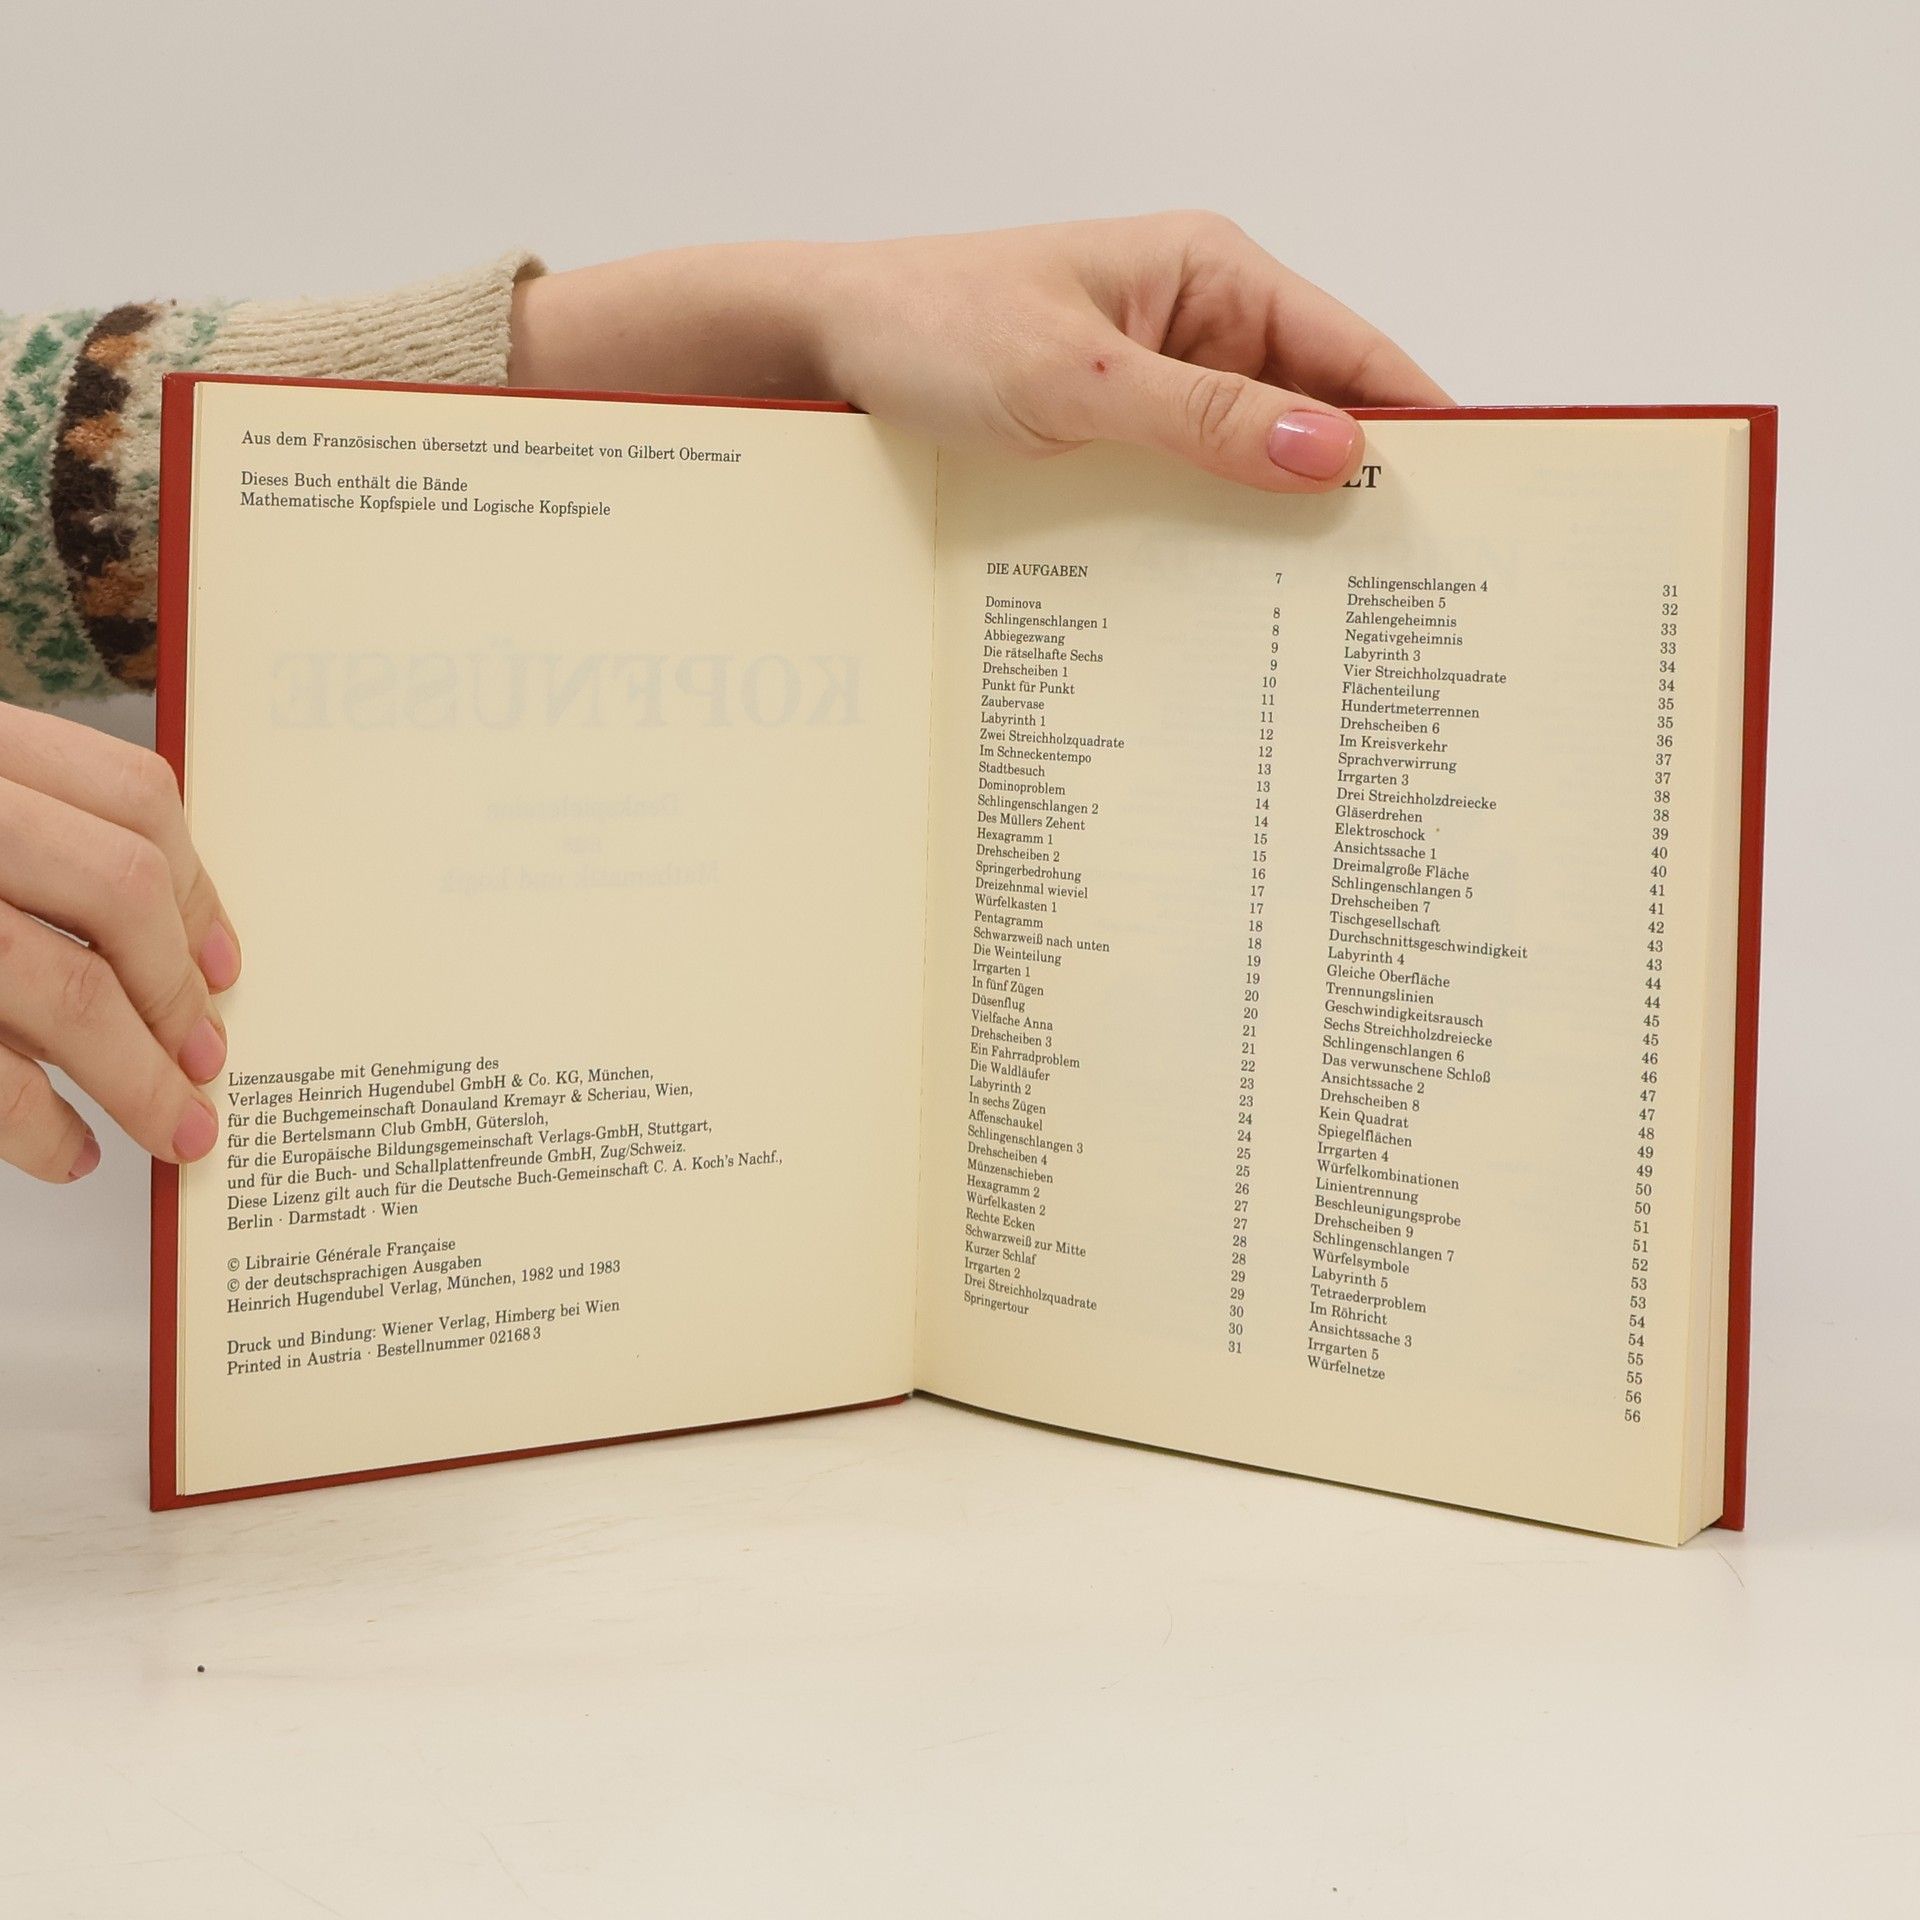 Aus dem Französischen übersetzt und bearbeitet von Gilbert Obermair
Dieses Buch enthält die Bände
Mathematische Kopfspiele und Logische Kopfspiele
Lizenzausgabe mit Genehmigung des
Verlages Heinrich Hugendubel GmbH & Co. KG, München,
für die Buchgemeinschaft Donauland Kremayr & Scheriau, Wien,
für die Bertelsmann Club GmbH, Gütersloh,
für die Europäische Bildungsgemeinschaft Verlags-GmbH, Stuttgart,
und für die Buch- und Schallplattenfreunde GmbH, Zug/Schweiz.
Diese Lizenz gilt auch für die Deutsche Buch-Gemeinschaft C. A. Koch's Nachf.,
Berlin · Darmstadt · Wien
© Librairie Générale Française
© der deutschsprachigen Ausgaben
Heinrich Hugendubel Verlag, München, 1982 und 1983
Druck und Bindung: Wiener Verlag, Himberg bei Wien
Printed in Austria · Bestellnummer 02168 3
LT
DIE AUFGABEN 7
Dominova 8
Schlingenschlangen 1 8
Abbiegezwang 9
Die rätselhafte Sechs 9
Drehscheiben 1 10
Punkt für Punkt 11
Zaubervase 11
Labyrinth 1 12
Zwei Streichholzquadrate 12
Im Schneckentempo 13
Stadtbesuch 13
Dominoproblem 14
Schlingenschlangen 2 14
Des Müllers Zehent 15
Hexagramm 1 15
Drehscheiben 2 16
Springerbedrohung 17
Dreizehnmal wieviel 17
Würfelkasten 1 18
Pentagramm 18
Schwarzweiß nach unten 19
Die Weinteilung 19
Irrgarten 1 20
In fünf Zügen 20
Düsenflug 21
Vielfache Anna 21
Drehscheiben 3 22
Ein Fahrradproblem 23
Die Waldläufer 23
Labyrinth 2 24
In sechs Zügen 24
Affenschaukel 25
Schlingenschlangen 3 25
Drehscheiben 4 26
Münzenschieben 27
Hexagramm 2 27
Würfelkasten 2 28
Rechte Ecken 28
Schwarzweiß zur Mitte 29
Kurzer Schlaf 29
Irrgarten 2 30
Drei Streichholzquadrate 30
Springertour 31
Schlingenschlangen 4 31
Drehscheiben 5 32
Zahlengeheimnis 33
Negativgeheimnis 33
Labyrinth 3 34
Vier Streichholzquadrate 34
Flächenteilung 35
Hundertmeterrennen 35
Drehscheiben 6 36
Im Kreisverkehr 37
Sprachverwirrung 37
Irrgarten 3 38
Drei Streichholzdreiecke 38
Gläserdrehen 39
Elektroschock 40
Ansichtssache 1 40
Dreimalgroße Fläche 41
Schlingenschlangen 5 41
Drehscheiben 7 42
Tischgesellschaft 43
Durchschnittsgeschwindigkeit 43
Labyrinth 4 44
Gleiche Oberfläche 44
Trennungslinien 45
Geschwindigkeitsrausch 45
Sechs Streichholzdreiecke 46
Schlingenschlangen 6 46
Das verwunschene Schloß 47
Ansichtssache 2 47
Drehscheiben 8 48
Kein Quadrat 49
Spiegelflächen 49
Irrgarten 4 50
Würfelkombinationen 50
Linientrennung 51
Beschleunigungsprobe 51
Drehscheiben 9 52
Schlingenschlangen 7 53
Würfelsymbole 53
Labyrinth 5 54
Tetraederproblem 54
Im Röhricht 55
Ansichtssache 3 55
Irrgarten 5 56
Würfelnetze 56